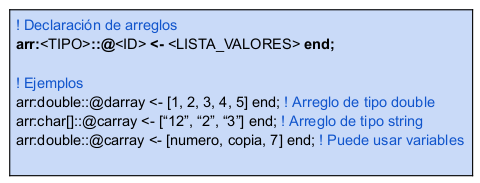 ! Declaración de arreglos
arr:<TIPO>::@<ID> <- <LISTA_VALORES> end;
! Ejemplos
arr:double::@darray <- [1, 2, 3, 4, 5] end; ! Arreglo de tipo double
arr:char[]::@carray <- [“12”, “2”, “3”] end; ! Arreglo de tipo string
arr:double::@carray <- [numero, copia, 7] end; ! Puede usar variables